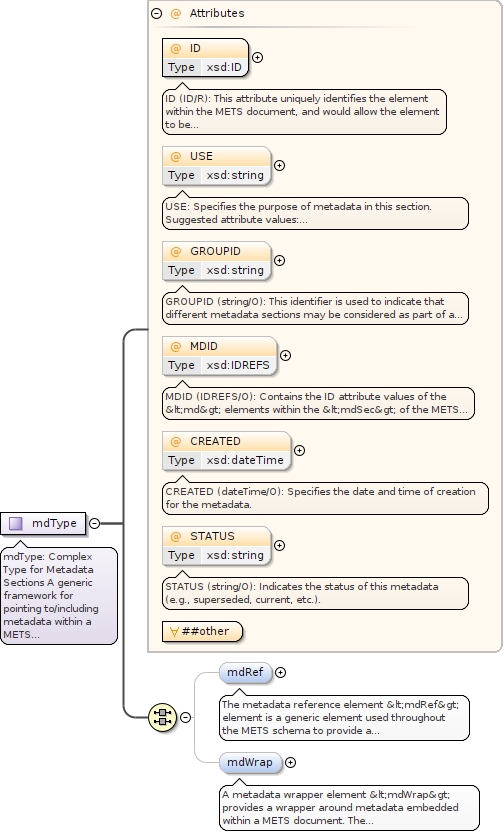 @ Attributes
@ ID
Type xsd:ID
ID (ID/R): This attribute uniquely identifies the element
within the METS document, and would allow the element
to be...
@ USE
Type xsd:string
USE: Specifies the purpose of metadata in this section.
Suggested attribute values:...
@ GROUPID
Type xsd:string
GROUPID (string/O): This identifier is used to indicate that
different metadata sections may be considered as part of a...
@ MDID
Type xsd:IDREFS
MDID (IDREFS/O): Contains the ID attribute values of the
&lt;md&gt; elements within the &lt;mdSec&gt; of the METS...
@ CREATED
Type xsd:dateTime
CREATED (dateTime/O): Specifies the date and time of creation
for the metadata.
@ STATUS
Type xsd:string
STATUS (string/O): Indicates the status of this metadata
(e.g., superseded, current, etc.).
∀ ##other
mdType
mdType: Complex
Type for Metadata
Sections A generic
framework for
pointing to/including
metadata within a
METS...
mdRef
The metadata reference element &lt;mdRef&gt;
element is a generic element used throughout
the METS schema to provide a...
mdWrap
A metadata wrapper element &lt;mdWrap&gt;
provides a wrapper around metadata embedded
within a METS document. The...